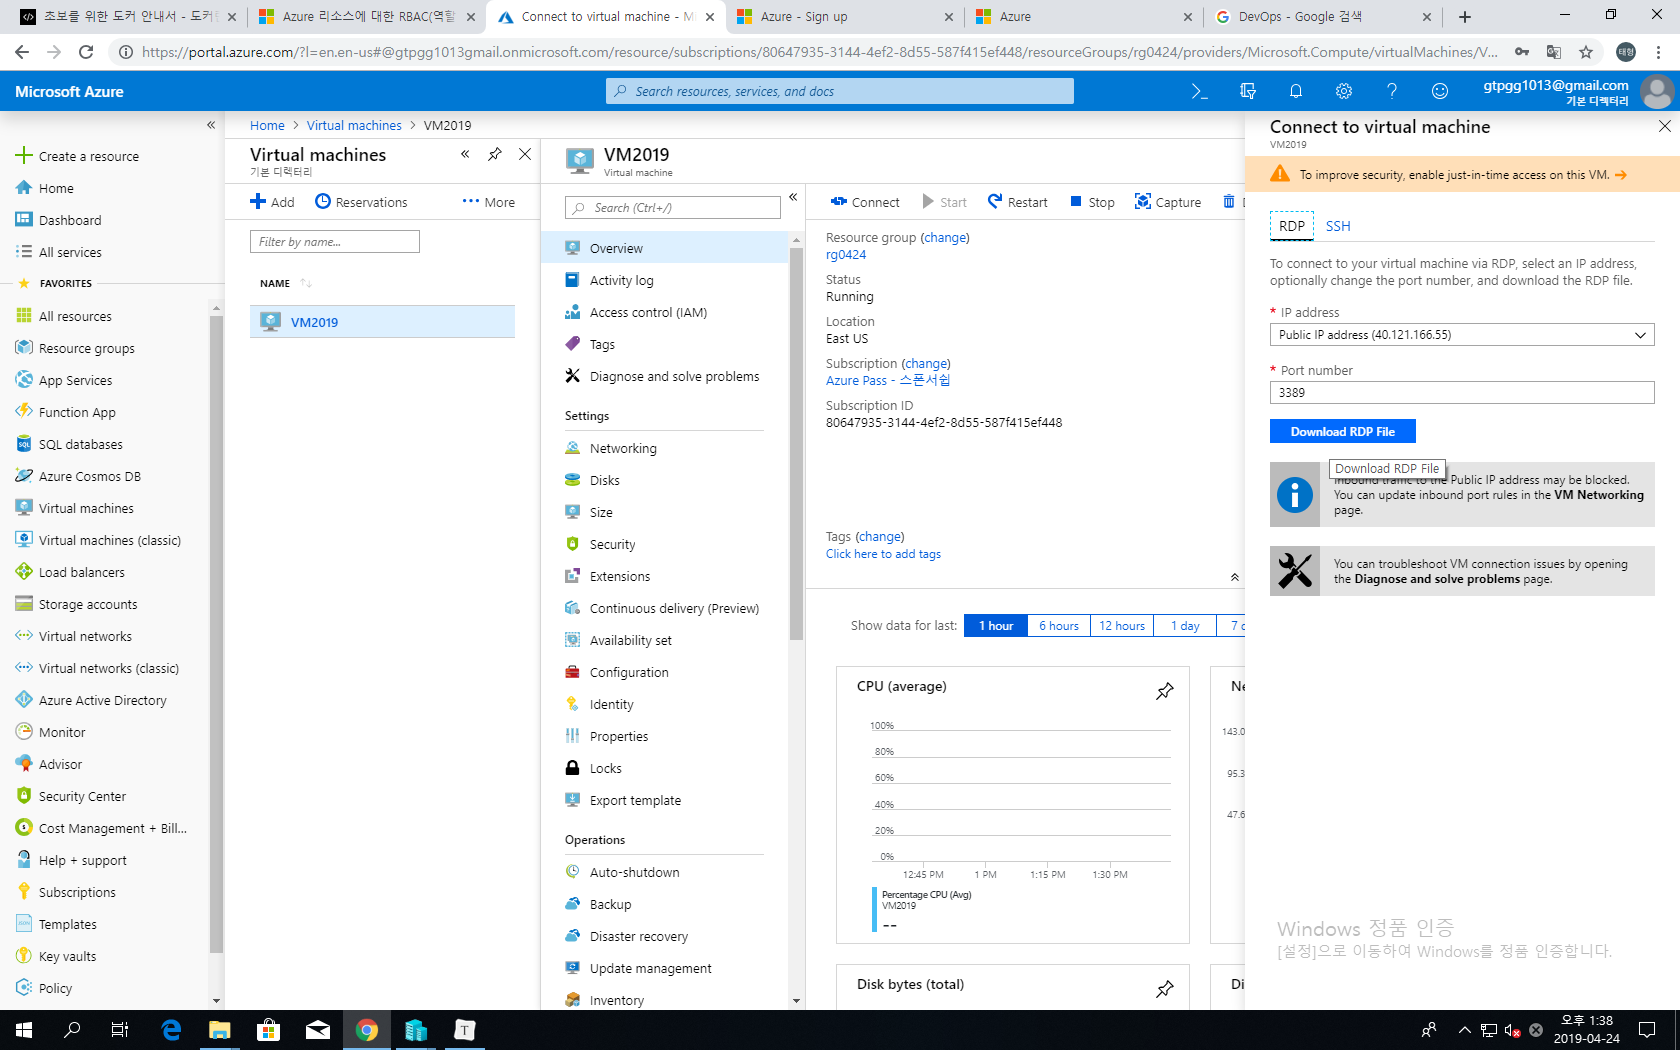 초보를 위한 도커 안내서 - 도커
Azure 리소스에 대한 RBAC(역할
Connect to virtual machine - Mi
Azure - Sign up
Azure
DevOps - Google 검색
https://portal.azure.com/?l=en.en-us#@gtpgg1013gmail.onmicrosoft.com/resource/subscriptions/80647935-3144-4ef2-8d55-587f415ef448/resourceGroups/rg0424/providers/Microsoft.Compute/virtualMachines/V...
태형
Microsoft Azure
Search resources, services, and docs
gtpgg1013@gmail.com
기본 디렉터리
Create a resource
Home
Dashboard
All services
FAVORITES
All resources
Resource groups
App Services
Function App
SQL databases
Azure Cosmos DB
Virtual machines
Virtual machines (classic)
Load balancers
Storage accounts
Virtual networks
Virtual networks (classic)
Azure Active Directory
Monitor
Advisor
Security Center
Cost Management + Bill...
Help + support
Subscriptions
Templates
Key vaults
Policy
Home > Virtual machines > VM2019
Virtual machines
기본 디렉터리
Add
Reservations
More
Filter by name...
NAME
VM2019
VM2019
Virtual machine
Search (Ctrl+/)
Overview
Activity log
Access control (IAM)
Tags
Diagnose and solve problems
Settings
Networking
Disks
Size
Security
Extensions
Continuous delivery (Preview)
Availability set
Configuration
Identity
Properties
Locks
Export template
Operations
Auto-shutdown
Backup
Disaster recovery
Update management
Inventory
Connect
Start
Restart
Stop
Capture
Resource group (change)
rg0424
Status
Running
Location
East US
Subscription (change)
Azure Pass - 스폰서쉽
Subscription ID
80647935-3144-4ef2-8d55-587f415ef448
Tags (change)
Click here to add tags
Show data for last:
1 hour
6 hours
12 hours
1 day
7 d
CPU (average)
100%
80%
60%
40%
20%
0%
12:45 PM
1 PM
1:15 PM
1:30 PM
Percentage CPU (Avg)
VM2019
--
Ne
143.0
95.3
47.6
Disk bytes (total)
Di
Connect to virtual machine
VM2019
To improve security, enable just-in-time access on this VM.
RDP
SSH
To connect to your virtual machine via RDP, select an IP address,
optionally change the port number, and download the RDP file.
* IP address
Public IP address (40.121.166.55)
* Port number
3389
Download RDP File
Download RDP File
Inbound traffic to the Public IP address may be blocked.
You can update inbound port rules in the VM Networking
page.
You can troubleshoot VM connection issues by opening
the Diagnose and solve problems page.
Windows 정품 인증
[설정]으로 이동하여 Windows를 정품 인증합니다.
오후 1:38
2019-04-24